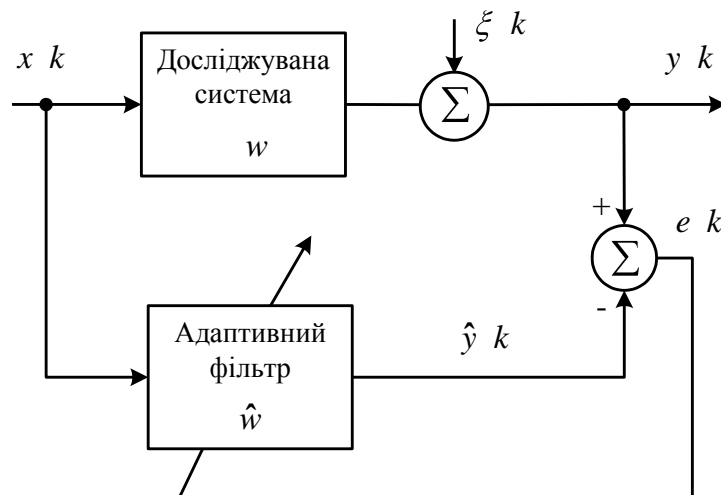 ξ k
x k
Досліджувана
система
w
Σ
y k
+
e k
Σ
-
Адаптивний
фільтр
ŵ
ŷ k